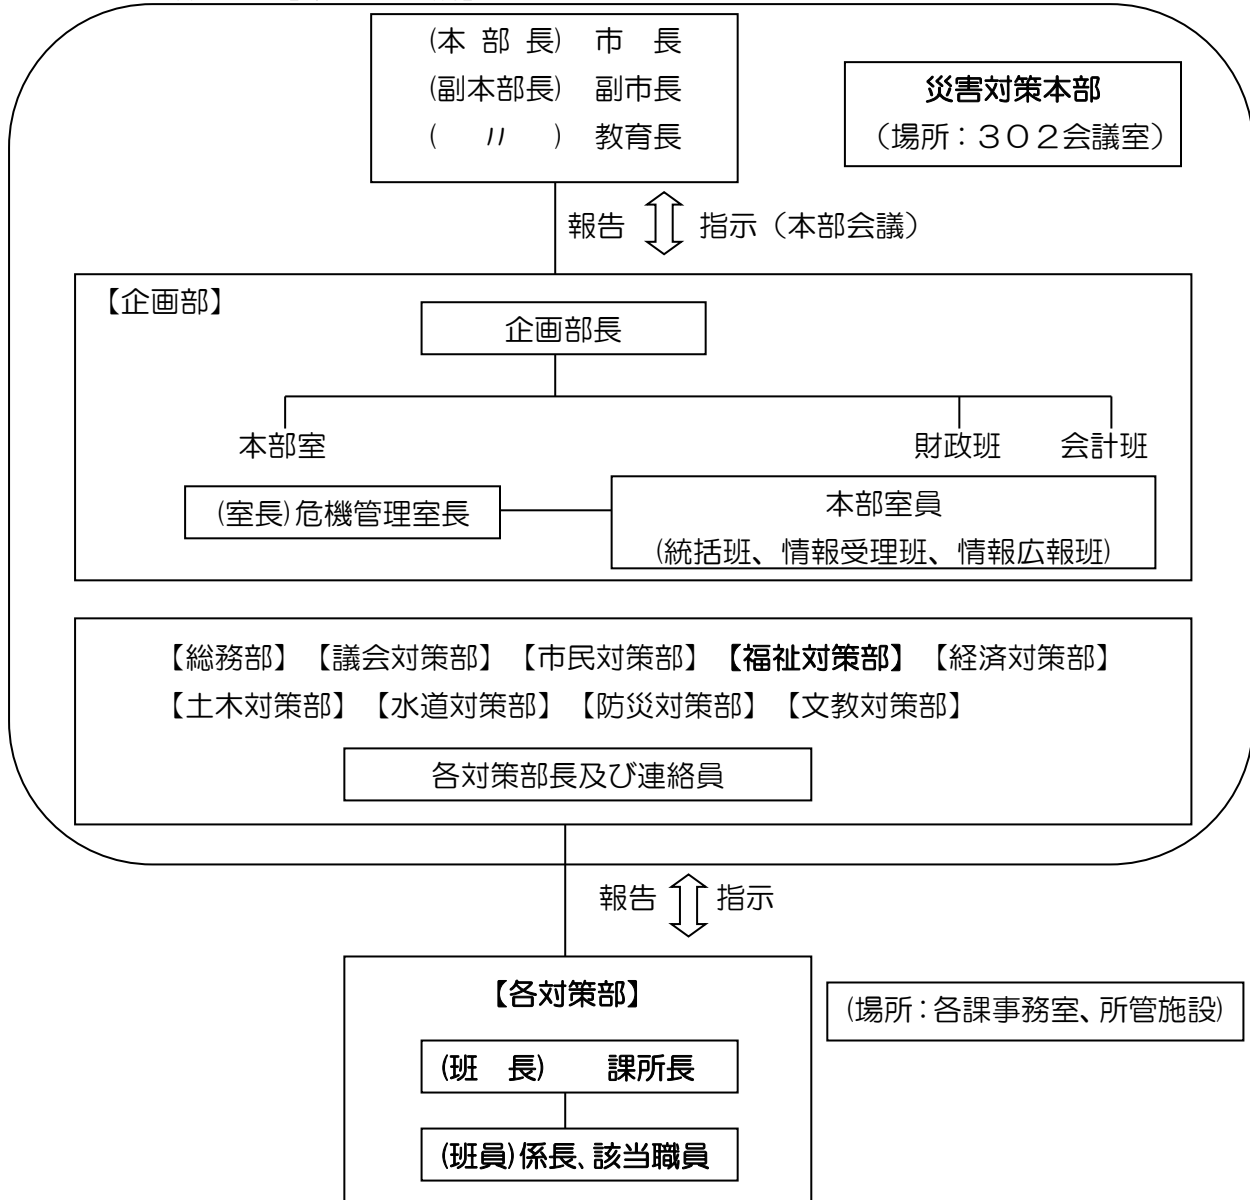 (本 部 長)　市　長
(副本部長)　副市長
(　〃　)　教育長
災害対策本部
（場所：３０２会議室）
報告　指示（本部会議）
【企画部】
企画部長
本部室　財政班　会計班
(室長)危機管理室長
本部室員
(統括班、情報受理班、情報広報班)
【総務部】【議会対策部】【市民対策部】【福祉対策部】【経済対策部】
【土木対策部】【水道対策部】【防災対策部】【文教対策部】
各対策部長及び連絡員
報告　指示
【各対策部】
(場所：各課事務室、所管施設)
(班　長)　課所長
(班員)係長、該当職員